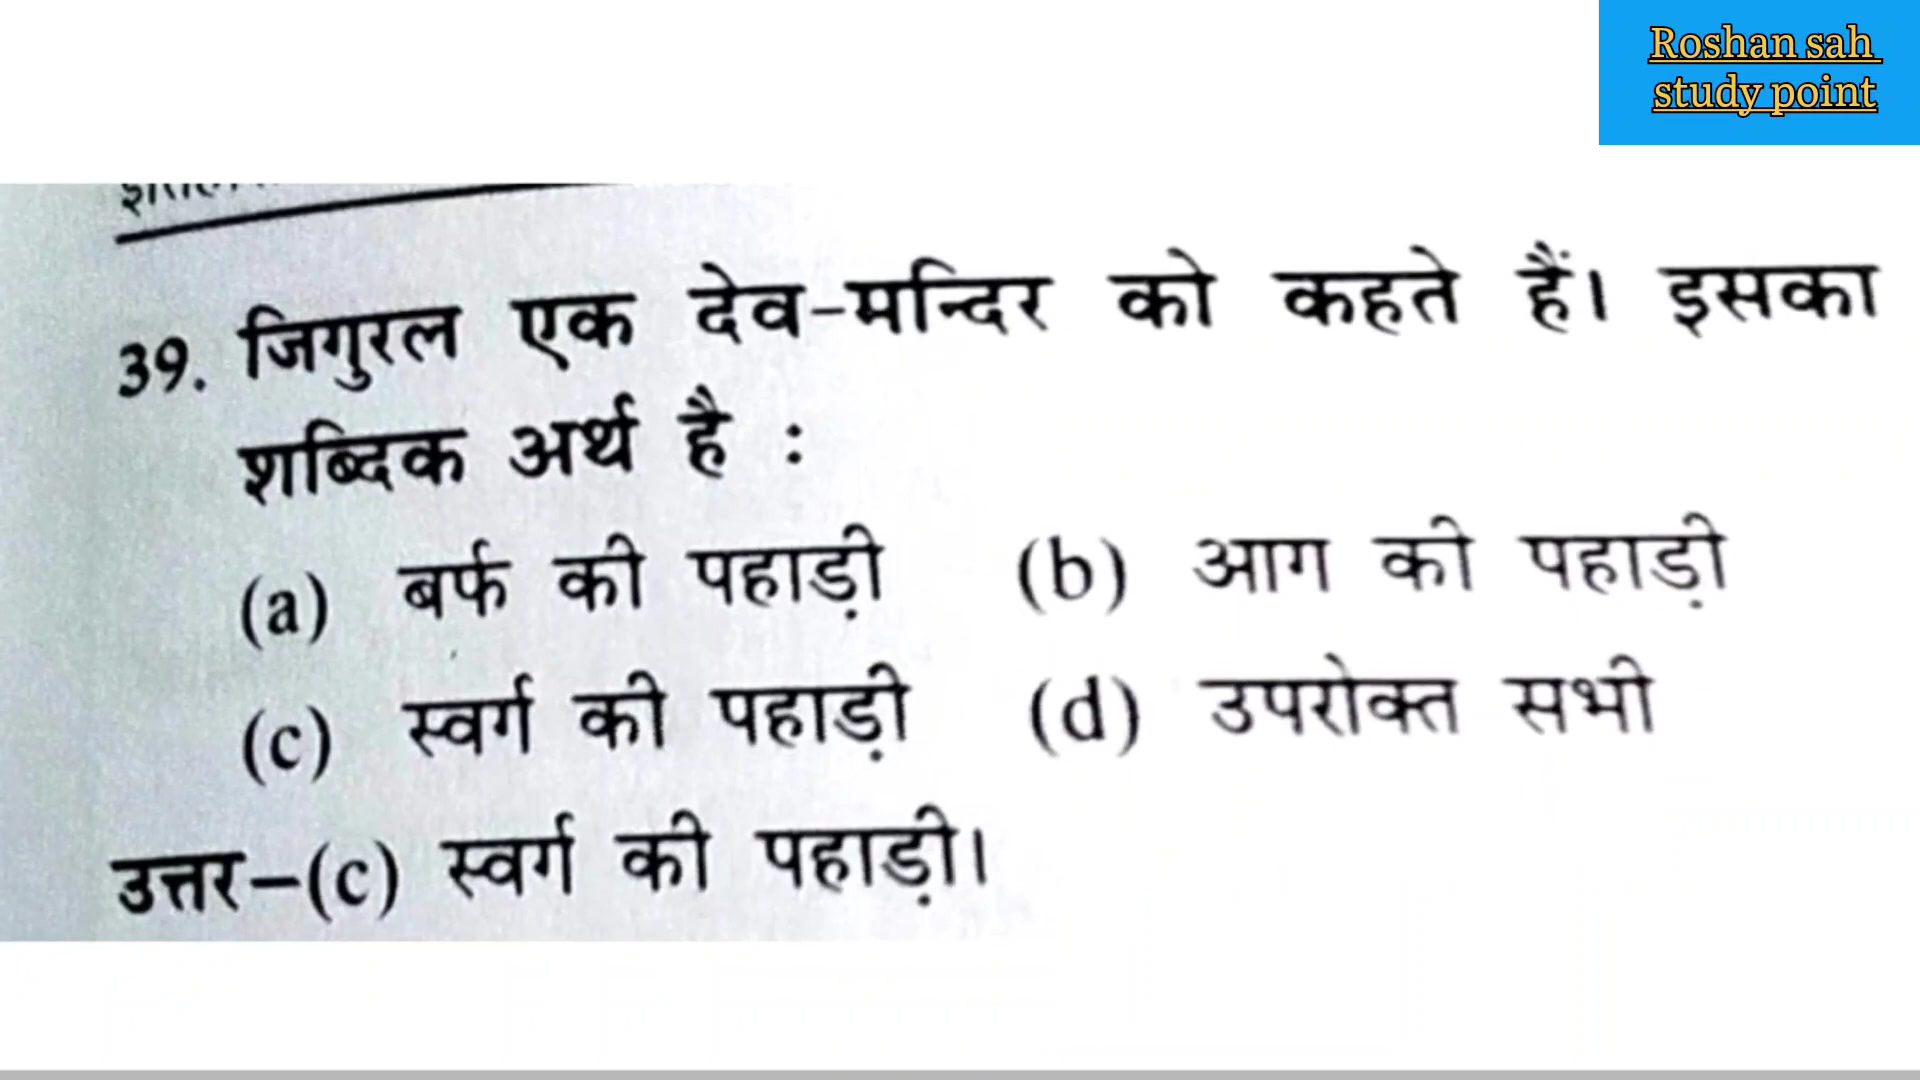 Roshan sah
study point
39. जिगुरल एक देव-मन्दिर को कहते हैं। इसका
शब्दिक अर्थ है :
(a) बर्फ की पहाड़ी (b) आग की पहाड़ी
(c) स्वर्ग की पहाड़ी (d) उपरोक्त सभी
उत्तर–(c) स्वर्ग की पहाड़ी।